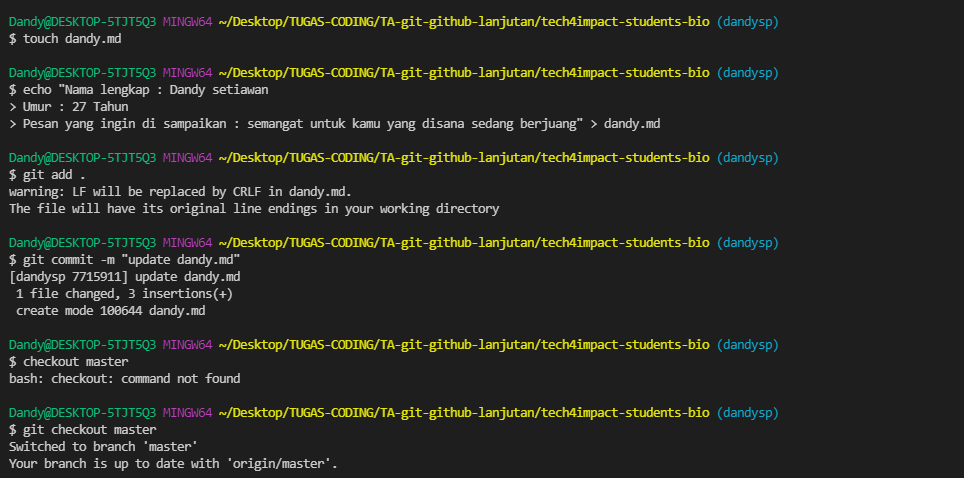 Dandy@DESKTOP-5TJT5Q3 MINGW64 ~/Desktop/TUGAS-CODING/TA-git-github-lanjutan/tech4impact-students-bio (dandysp)
$ touch dandy.md
Dandy@DESKTOP-5TJT5Q3 MINGW64 ~/Desktop/TUGAS-CODING/TA-git-github-lanjutan/tech4impact-students-bio (dandysp)
$ echo "Nama lengkap : Dandy setiawan
> Umur : 27 Tahun
> Pesan yang ingin di sampaikan : semangat untuk kamu yang disana sedang berjuang" > dandy.md
Dandy@DESKTOP-5TJT5Q3 MINGW64 ~/Desktop/TUGAS-CODING/TA-git-github-lanjutan/tech4impact-students-bio (dandysp)
$ git add .
warning: LF will be replaced by CRLF in dandy.md.
The file will have its original line endings in your working directory
Dandy@DESKTOP-5TJT5Q3 MINGW64 ~/Desktop/TUGAS-CODING/TA-git-github-lanjutan/tech4impact-students-bio (dandysp)
$ git commit -m "update dandy.md"
[dandysp 7715911] update dandy.md
1 file changed, 3 insertions(+)
create mode 100644 dandy.md
Dandy@DESKTOP-5TJT5Q3 MINGW64 ~/Desktop/TUGAS-CODING/TA-git-github-lanjutan/tech4impact-students-bio (dandysp)
$ checkout master
bash: checkout: command not found
Dandy@DESKTOP-5TJT5Q3 MINGW64 ~/Desktop/TUGAS-CODING/TA-git-github-lanjutan/tech4impact-students-bio (dandysp)
$ git checkout master
Switched to branch 'master'
Your branch is up to date with 'origin/master'.